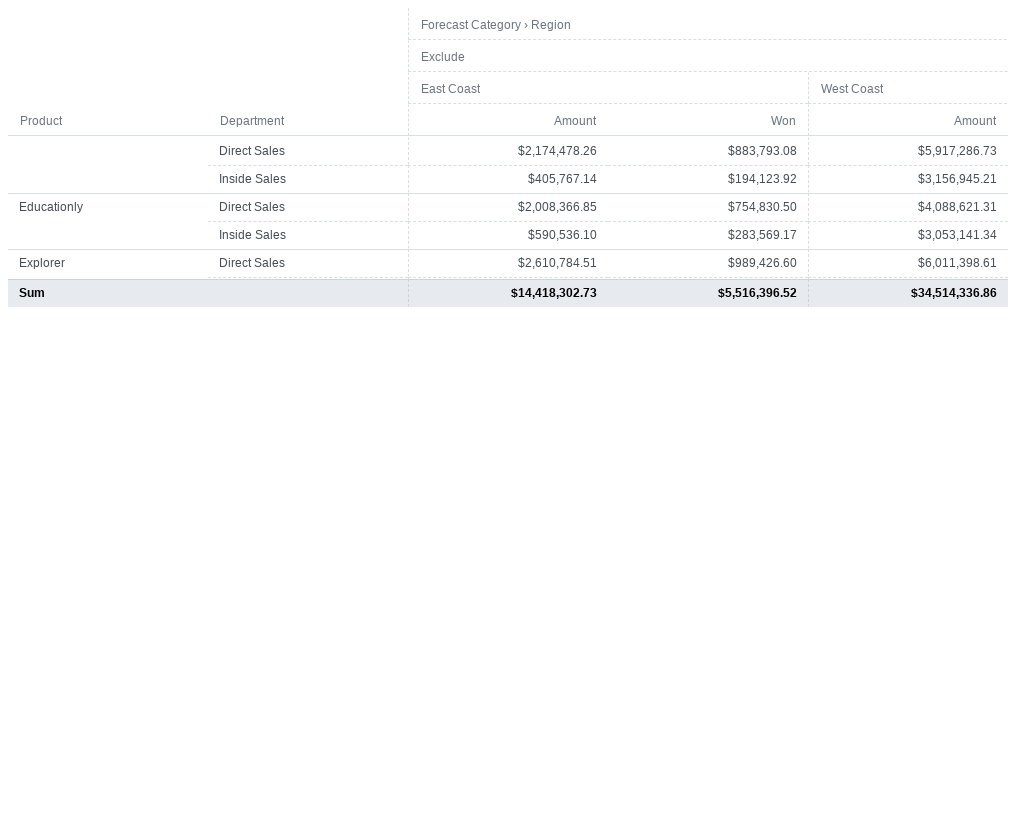 Forecast Category › Region
Exclude
East Coast West Coast
Product Department Amount Won Amount
Direct Sales $2,174,478.26 $883,793.08 $5,917,286.73
Inside Sales $405,767.14 $194,123.92 $3,156,945.21
Educationly Direct Sales $2,008,366.85 $754,830.50 $4,088,621.31
Inside Sales $590,536.10 $283,569.17 $3,053,141.34
Explorer Direct Sales $2,610,784.51 $989,426.60 $6,011,398.61
Sum $14,418,302.73 $5,516,396.52 $34,514,336.86